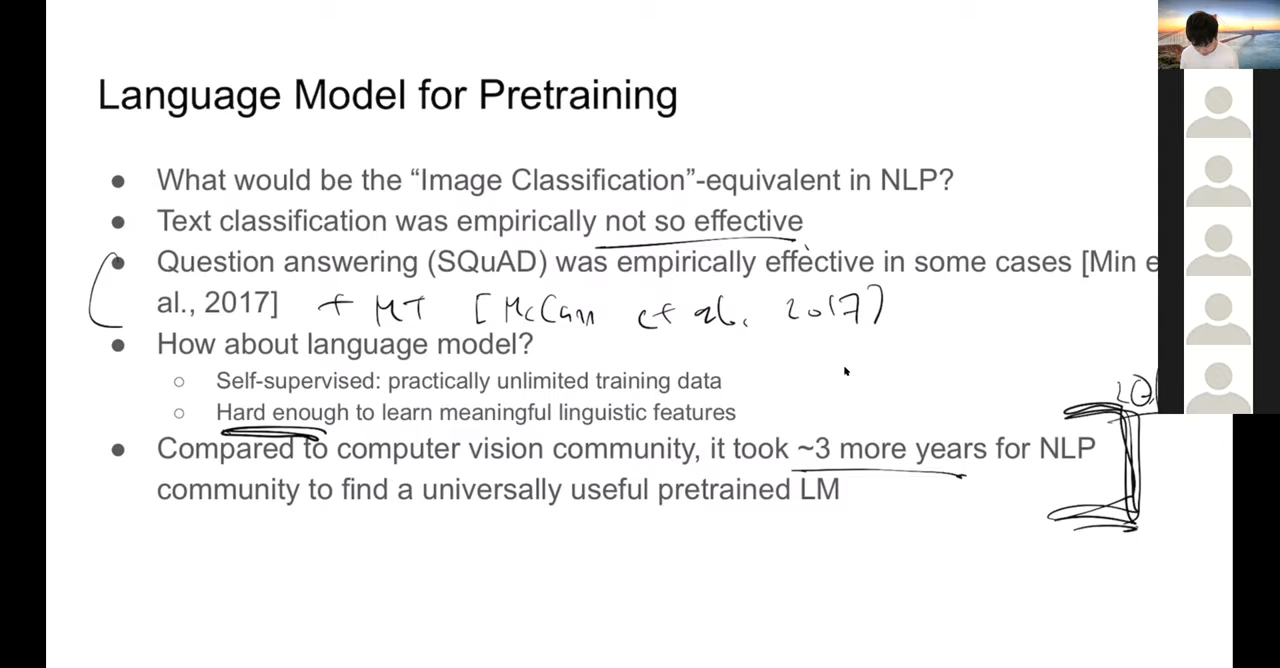 Language Model for Pretraining
● What would be the “Image Classification”-equivalent in NLP?
● Text classification was empirically not so effective
● Question answering (SQuAD) was empirically effective in some cases [Min e
al., 2017] + MT [McCann et al. 2017]
● How about language model?
○ Self-supervised: practically unlimited training data
○ Hard enough to learn meaningful linguistic features
● Compared to computer vision community, it took ~3 more years for NLP
community to find a universally useful pretrained LM